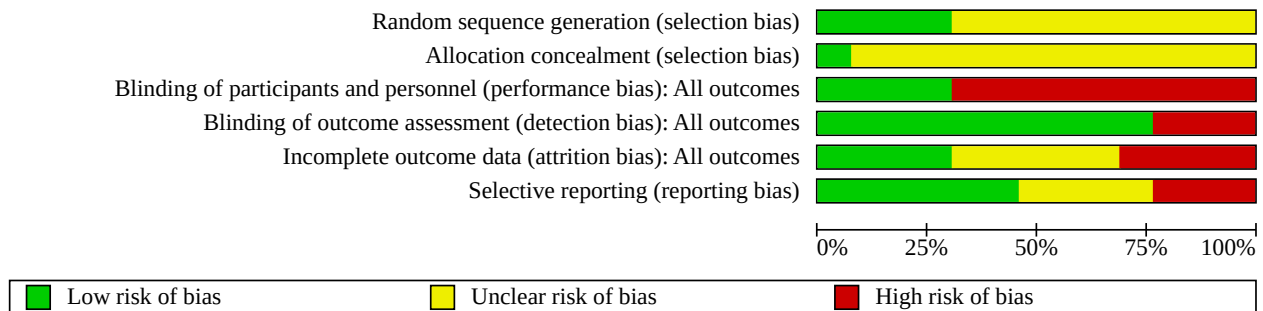 Random sequence generation (selection bias)
Allocation concealment (selection bias)
Blinding of participants and personnel (performance bias): All outcomes
Blinding of outcome assessment (detection bias): All outcomes
Incomplete outcome data (attrition bias): All outcomes
Selective reporting (reporting bias)
0% 25% 50% 75% 100%
Low risk of bias Unclear risk of bias High risk of bias